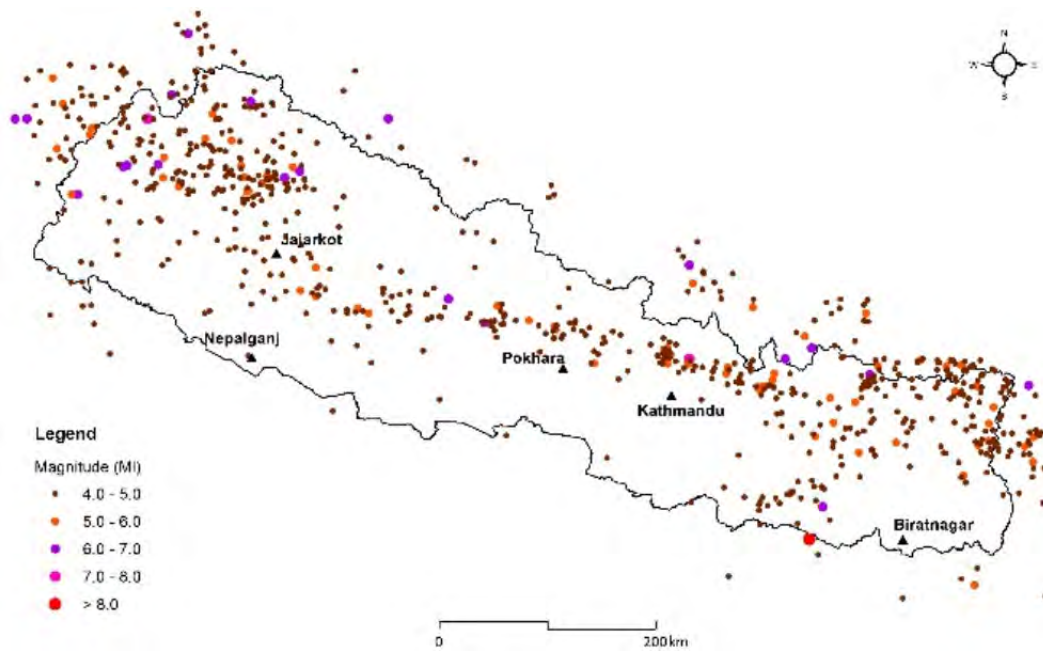 N
W E
S
Jajarkot
Nepalganj
Pokhara
Kathmandu
Biratnagar
Legend
Magnitude (Ml)
4.0 - 5.0
5.0 - 6.0
6.0 - 7.0
7.0 - 8.0
> 8.0
0 200km